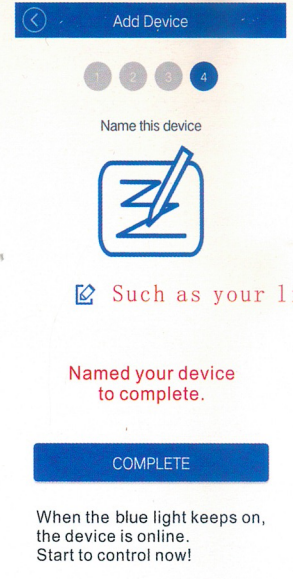 Add Device
1 2 3 4
Name this device
Such as your
Named your device
to complete.
COMPLETE
When the blue light keeps on,
the device is online.
Start to control now!